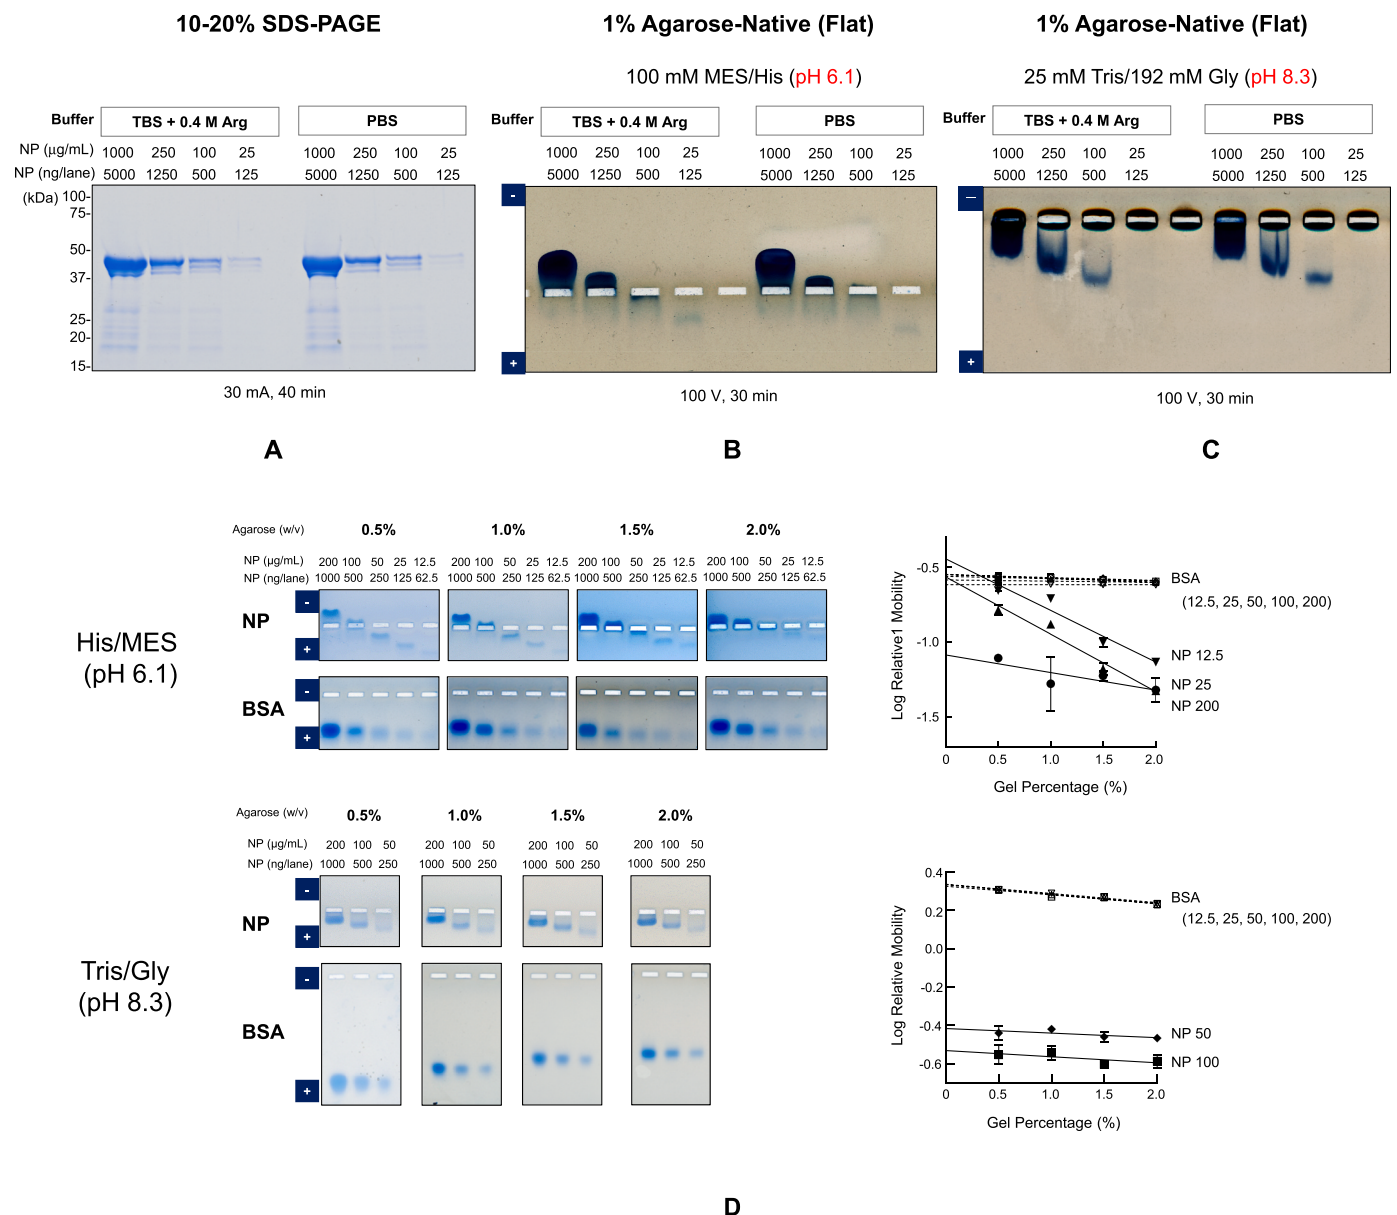 10-20% SDS-PAGE
1% Agarose-Native (Flat)
1% Agarose-Native (Flat)
100 mM MES/His (pH 6.1)
25 mM Tris/192 mM Gly (pH 8.3)
Buffer TBS + 0.4 M Arg PBS
NP (μg/mL) 1000 250 100 25 1000 250 100 25
NP (ng/lane) 5000 1250 500 125 5000 1250 500 125
(kDa) 100-
75-
50-
37-
25-
20-
15-
30 mA, 40 min
A
Buffer TBS + 0.4 M Arg PBS
1000 250 100 25 1000 250 100 25
5000 1250 500 125 5000 1250 500 125
-
+
100 V, 30 min
B
Buffer TBS + 0.4 M Arg PBS
1000 250 100 25 1000 250 100 25
5000 1250 500 125 5000 1250 500 125
—
+
100 V, 30 min
C
Agarose (w/v) 0.5% 1.0% 1.5% 2.0%
NP (μg/mL) 200 100 50 25 12.5 200 100 50 25 12.5 200 100 50 25 12.5 200 100 50 25 12.5
NP (ng/lane) 1000 500 250 125 62.5 1000 500 250 125 62.5 1000 500 250 125 62.5 1000 500 250 125 62.5
His/MES
(pH 6.1)
-
NP
+
-
BSA
+
Log Relative1 Mobility
-0.5
-1.0
-1.5
0 0.5 1.0 1.5 2.0
Gel Percentage (%)
BSA
(12.5, 25, 50, 100, 200)
NP 12.5
NP 25
NP 200
Agarose (w/v) 0.5% 1.0% 1.5% 2.0%
NP (μg/mL) 200 100 50 200 100 50 200 100 50 200 100 50
NP (ng/lane) 1000 500 250 1000 500 250 1000 500 250 1000 500 250
Tris/Gly
(pH 8.3)
-
NP
+
-
BSA
+
Log Relative Mobility
0.4
0.2
0.0
-0.2
-0.4
-0.6
0 0.5 1.0 1.5 2.0
Gel Percentage (%)
BSA
(12.5, 25, 50, 100, 200)
NP 50
NP 100
D